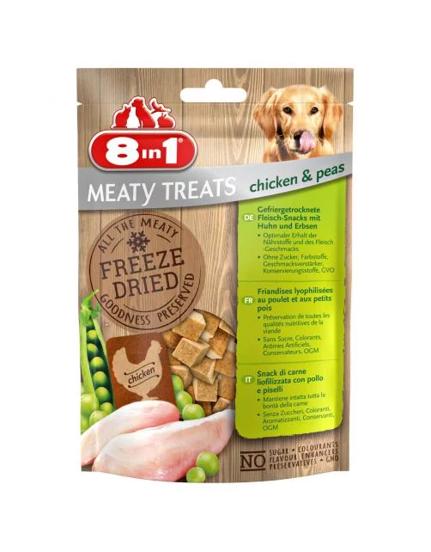 8in1
MEATY TREATS
chicken & peas
ALL THE MEATY
FREEZE
DRIED
GOODNESS PRESERVED
chicken
DE
Gefriergetrocknete
Fleisch-Snacks mit
Huhn und Erbsen
• Optimaler Erhalt der
Nährstoffe und des Fleisch
-Geschmacks
• Ohne Zucker, Farbstoffe,
Geschmacksverstärker,
Konservierungsstoffe, GVO
FR
Friandises lyophilisées
au poulet et aux petits
pois
• Préservation de toutes les
qualités nutritives de la
viande
• Sans Sucre, Colorants,
Arômes Artificiels,
Conservateurs, OGM
IT
Snack di carne
liofilizzata con pollo e
piselli
• Mantiene intatta tutte la
bontà della carne
• Senza Zuccheri, Coloranti,
Aromatizzanti, Conservanti,
OGM
NO
SUGAR • COLOURANTS
FLAVOUR ENHANCERS
PRESERVATIVES • GMO